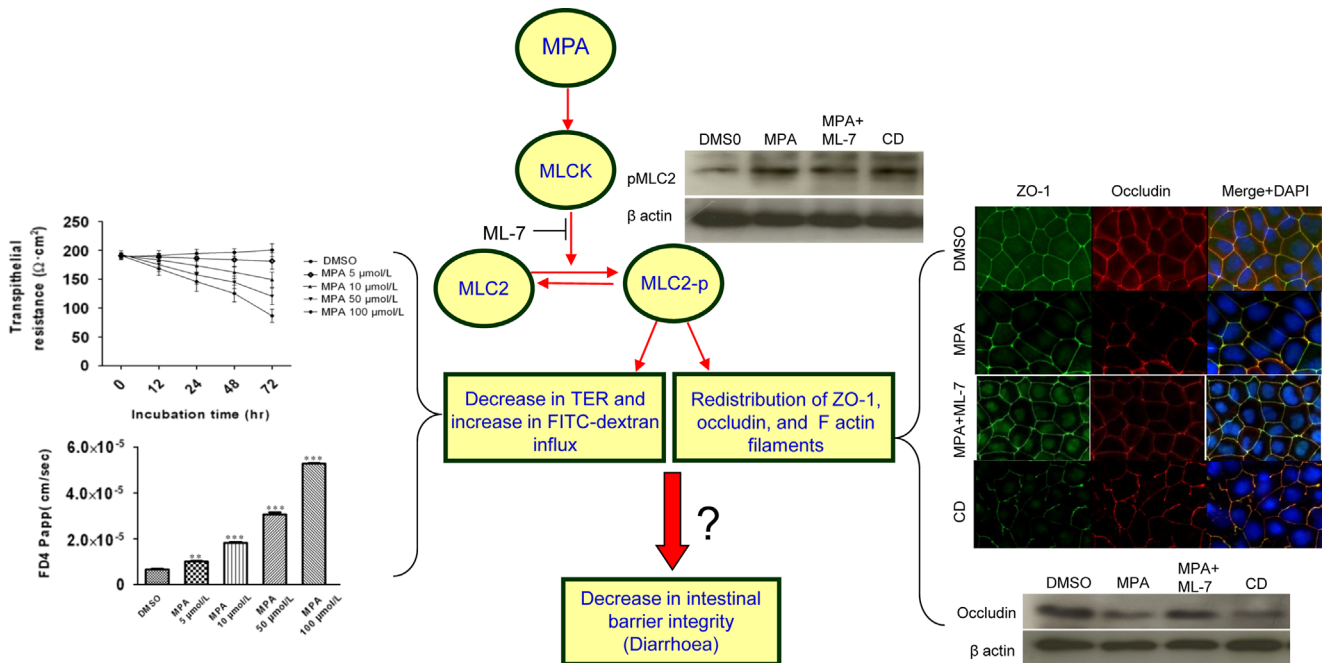 MPA
MLCK
ML-7
MLC2
MLC2-p
DMS0
MPA
MPA+
ML-7
CD
pMLC2
β actin
Transpithelial
resistance (Ω·cm²)
250
200
150
100
50
0
0
12
24
48
72
Incubation time (hr)
DMSO
MPA 5 µmol/L
MPA 10 µmol/L
MPA 50 µmol/L
MPA 100 µmol/L
FD4 Papp( cm/sec)
6.0×10⁻⁵
4.0×10⁻⁵
2.0×10⁻⁵
0
**
***
***
***
DMSO
MPA
5 µmol/L
MPA
10 µmol/L
MPA
50 µmol/L
MPA
100 µmol/L
Decrease in TER and
increase in FITC-dextran
influx
Redistribution of ZO-1,
occludin, and F actin
filaments
?
Decrease in intestinal
barrier integrity
(Diarrhoea)
ZO-1
Occludin
Merge+DAPI
DMSO
MPA
MPA+ML-7
CD
DMSO
MPA
MPA+
ML-7
CD
Occludin
β actin